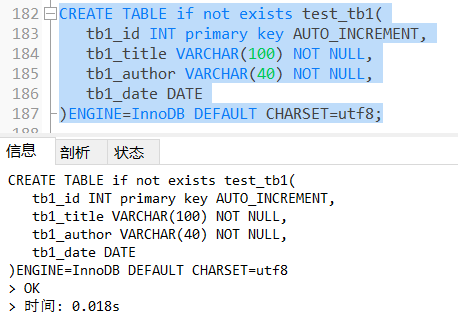 182 CREATE TABLE if not exists test_tb1(
183 tb1_id INT primary key AUTO_INCREMENT,
184 tb1_title VARCHAR(100) NOT NULL,
185 tb1_author VARCHAR(40) NOT NULL,
186 tb1_date DATE
187 )ENGINE=InnoDB DEFAULT CHARSET=utf8;
188
信息 剖析 状态
CREATE TABLE if not exists test_tb1(
tb1_id INT primary key AUTO_INCREMENT,
tb1_title VARCHAR(100) NOT NULL,
tb1_author VARCHAR(40) NOT NULL,
tb1_date DATE
)ENGINE=InnoDB DEFAULT CHARSET=utf8
> OK
> 时间: 0.018s